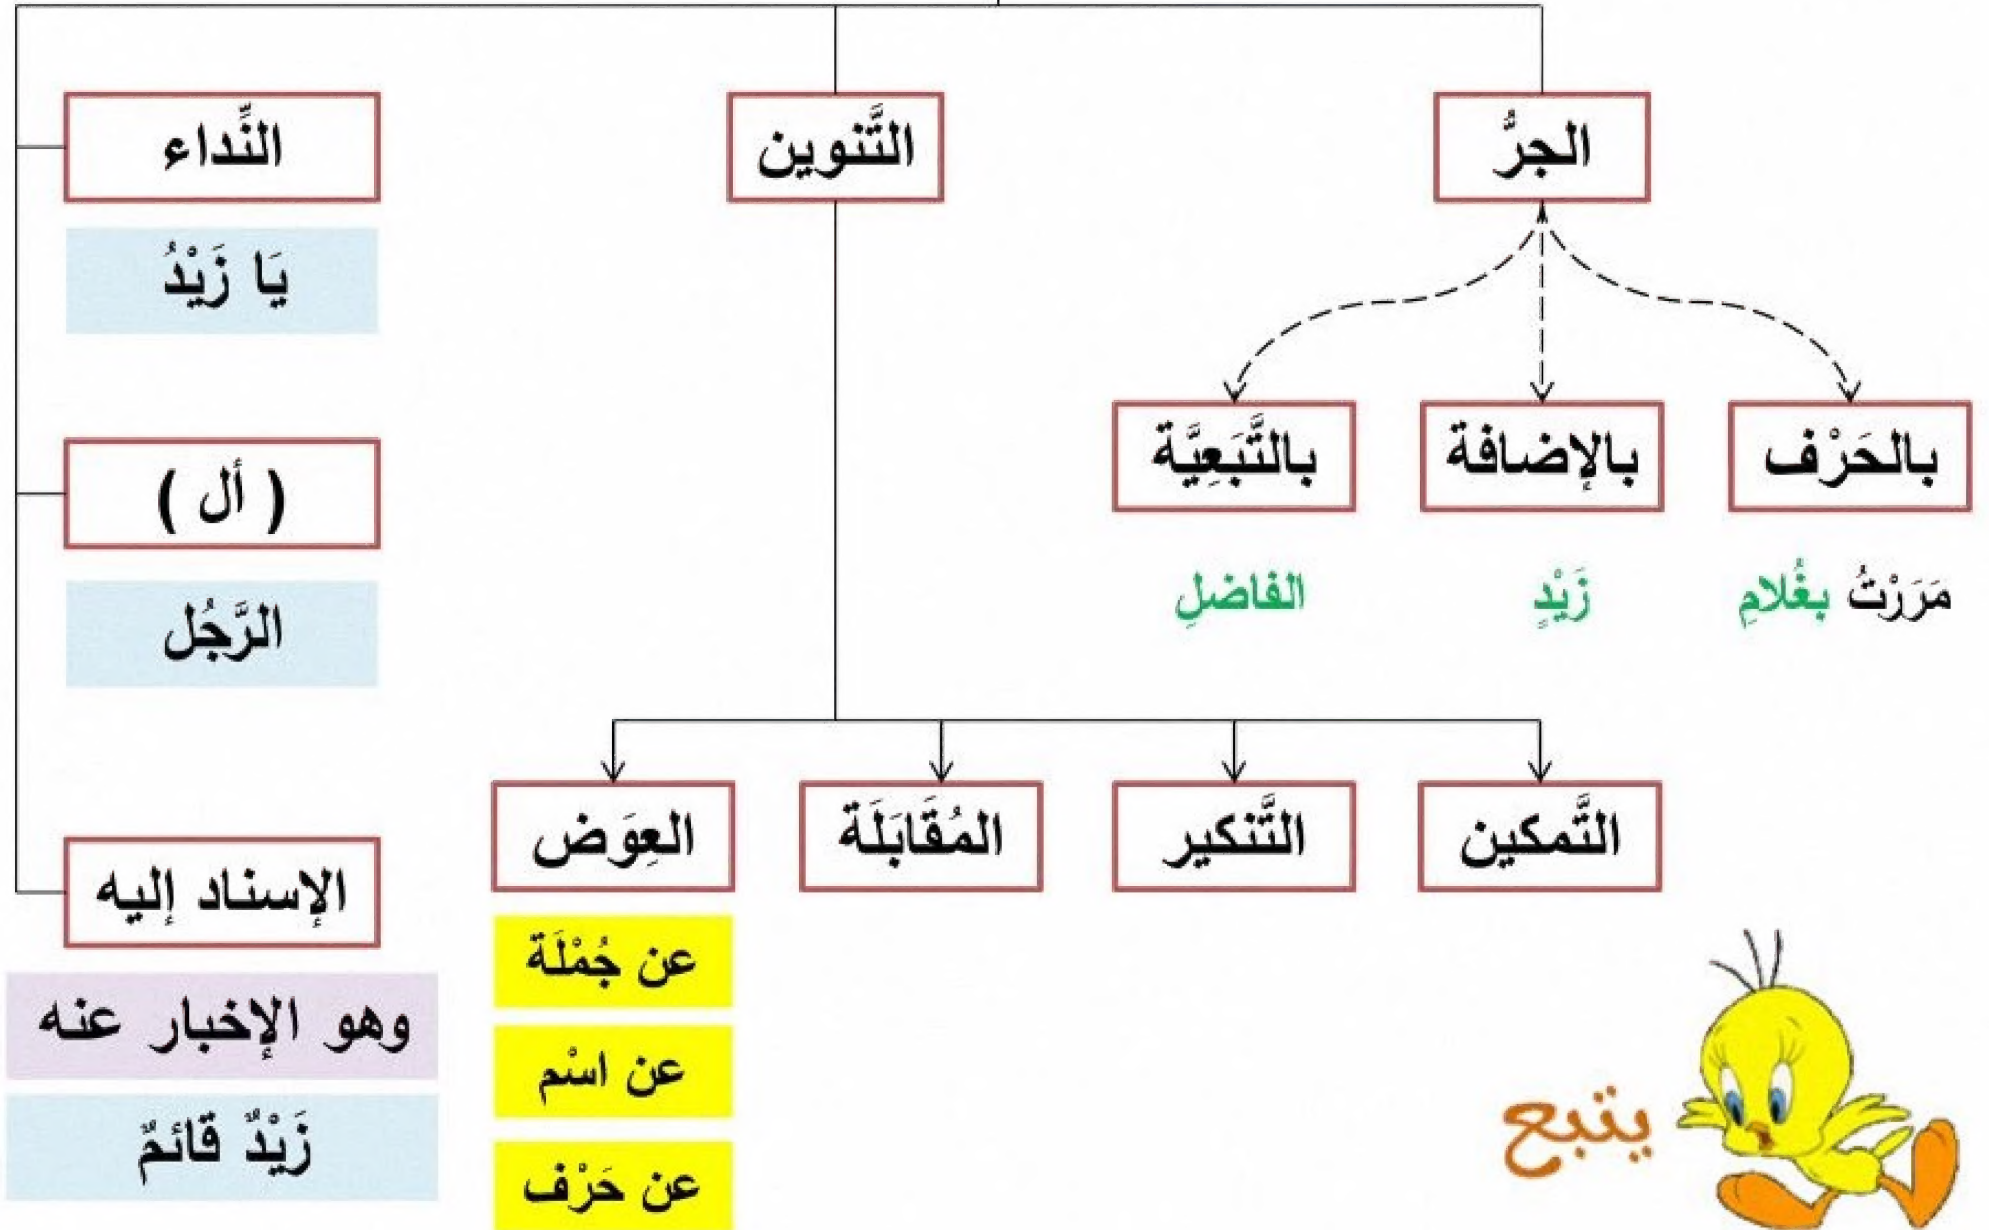 الجرُّ
التَّنوين
النِّداء
يَا زَيْدُ
بالحَرْف
بالإضافة
بالتَّبَعِيَّة
( أل )
مَرَرْتُ بغُلامِ
زَيْدٍ
الفاضلِ
الرَّجُل
التَّمكين
التَّنكير
المُقَابَلَة
العِوَض
الإسناد إليه
عن جُمْلَة
وهو الإخبار عنه
عن اسْم
زَيْدٌ قائمٌ
عن حَرْف
يتبع